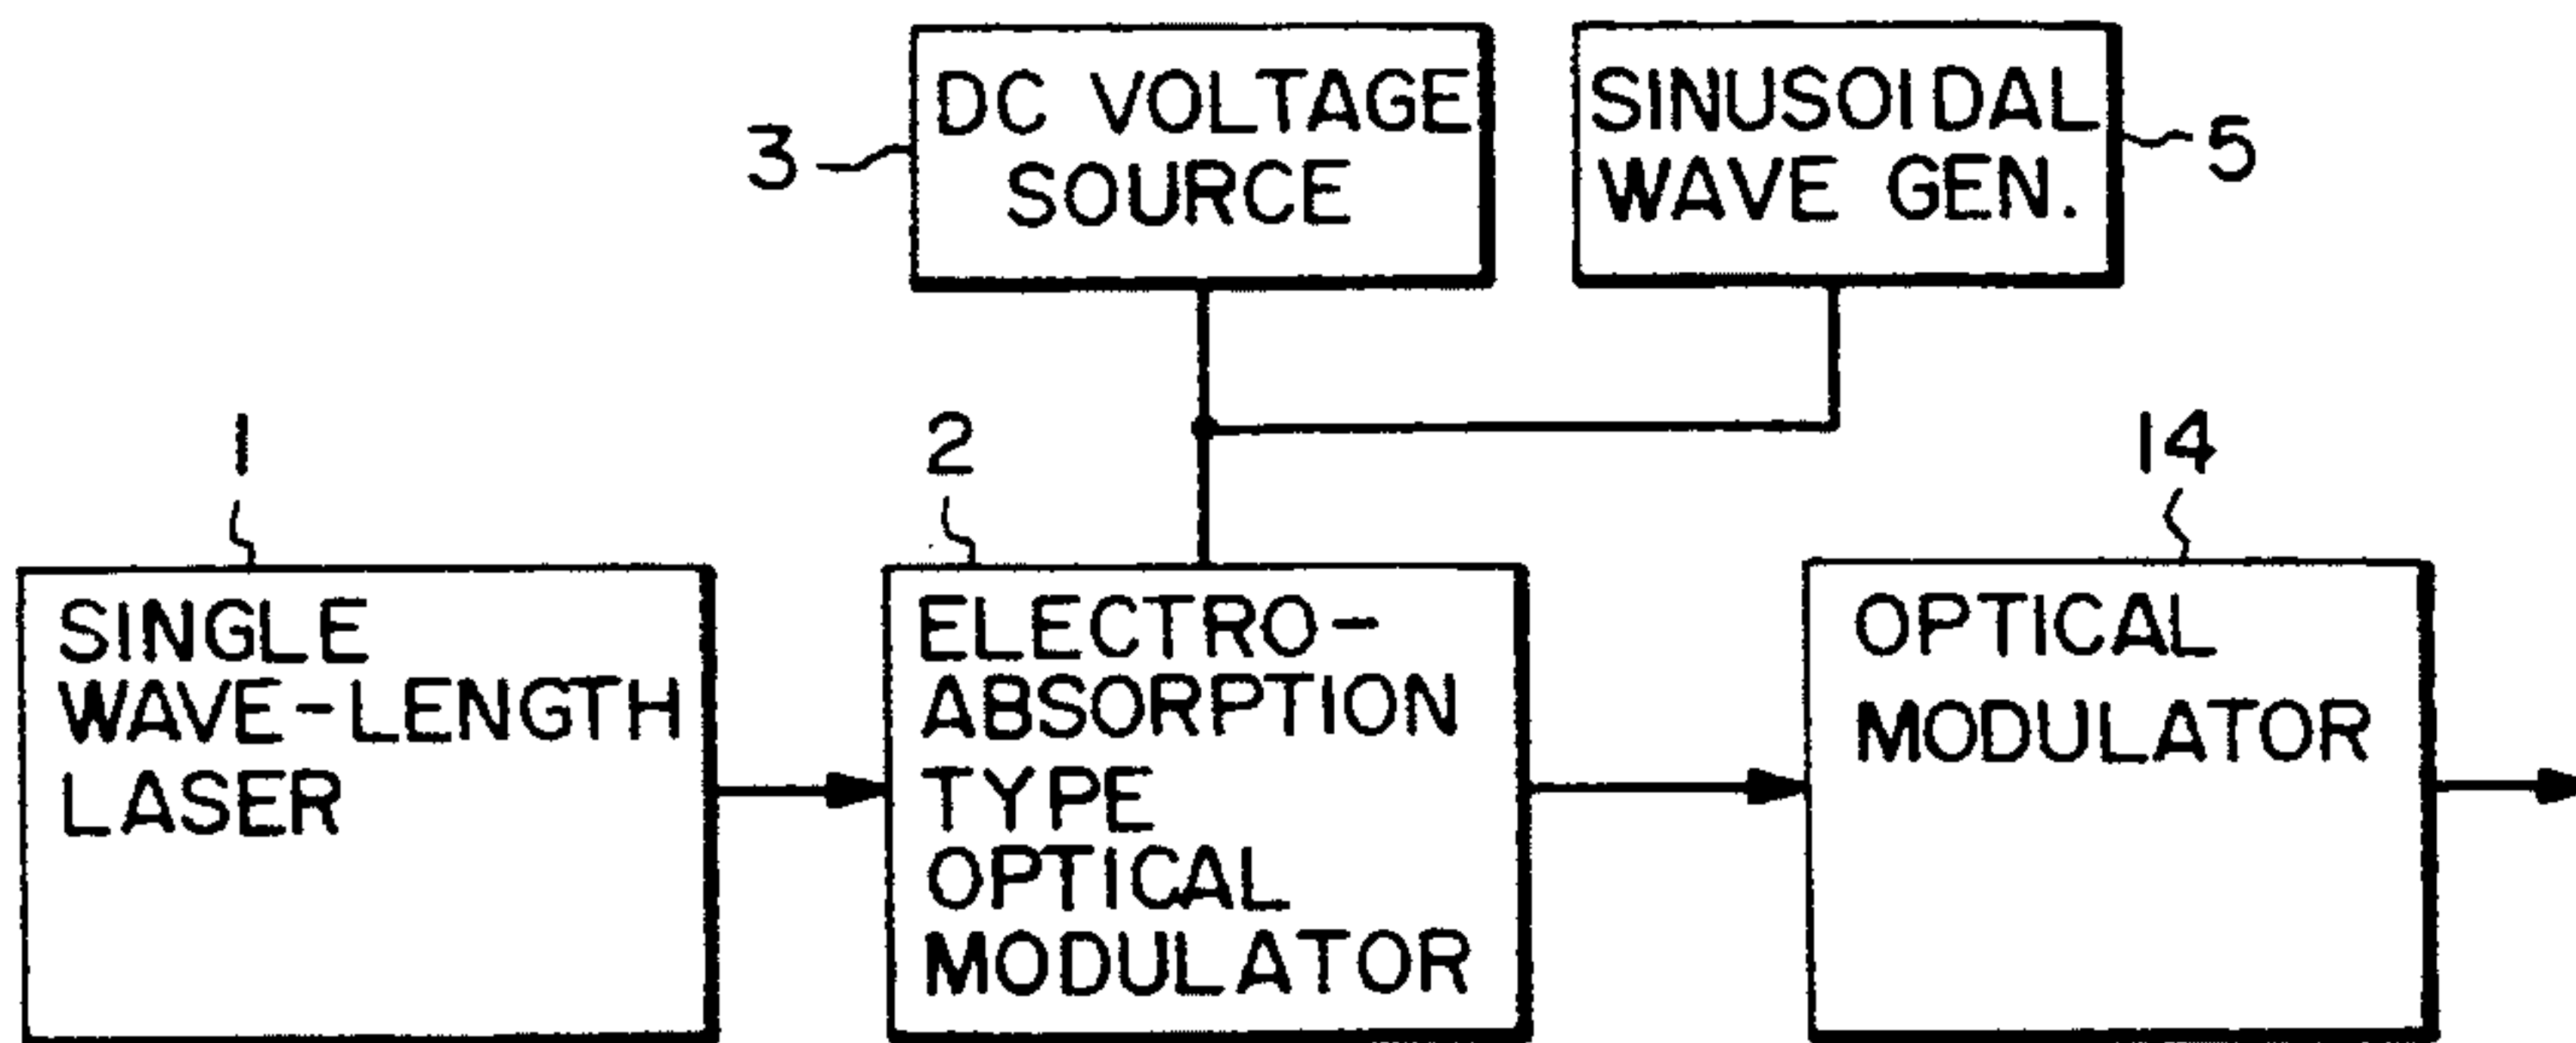 DC VOLTAGE
SOURCE
3
SINUSOIDAL
WAVE GEN.
5
1
2
14
SINGLE
WAVE-LENGTH
LASER
ELECTRO-
ABSORPTION
TYPE
OPTICAL
MODULATOR
OPTICAL
MODULATOR